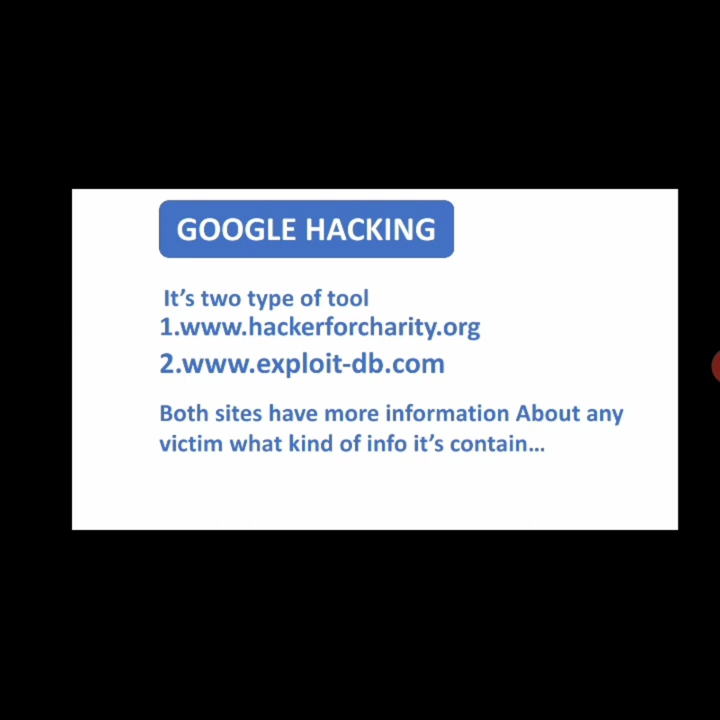 GOOGLE HACKING
It's two type of tool
1.www.hackerforcharity.org
2.www.exploit-db.com
Both sites have more information About any
victim what kind of info it's contain...